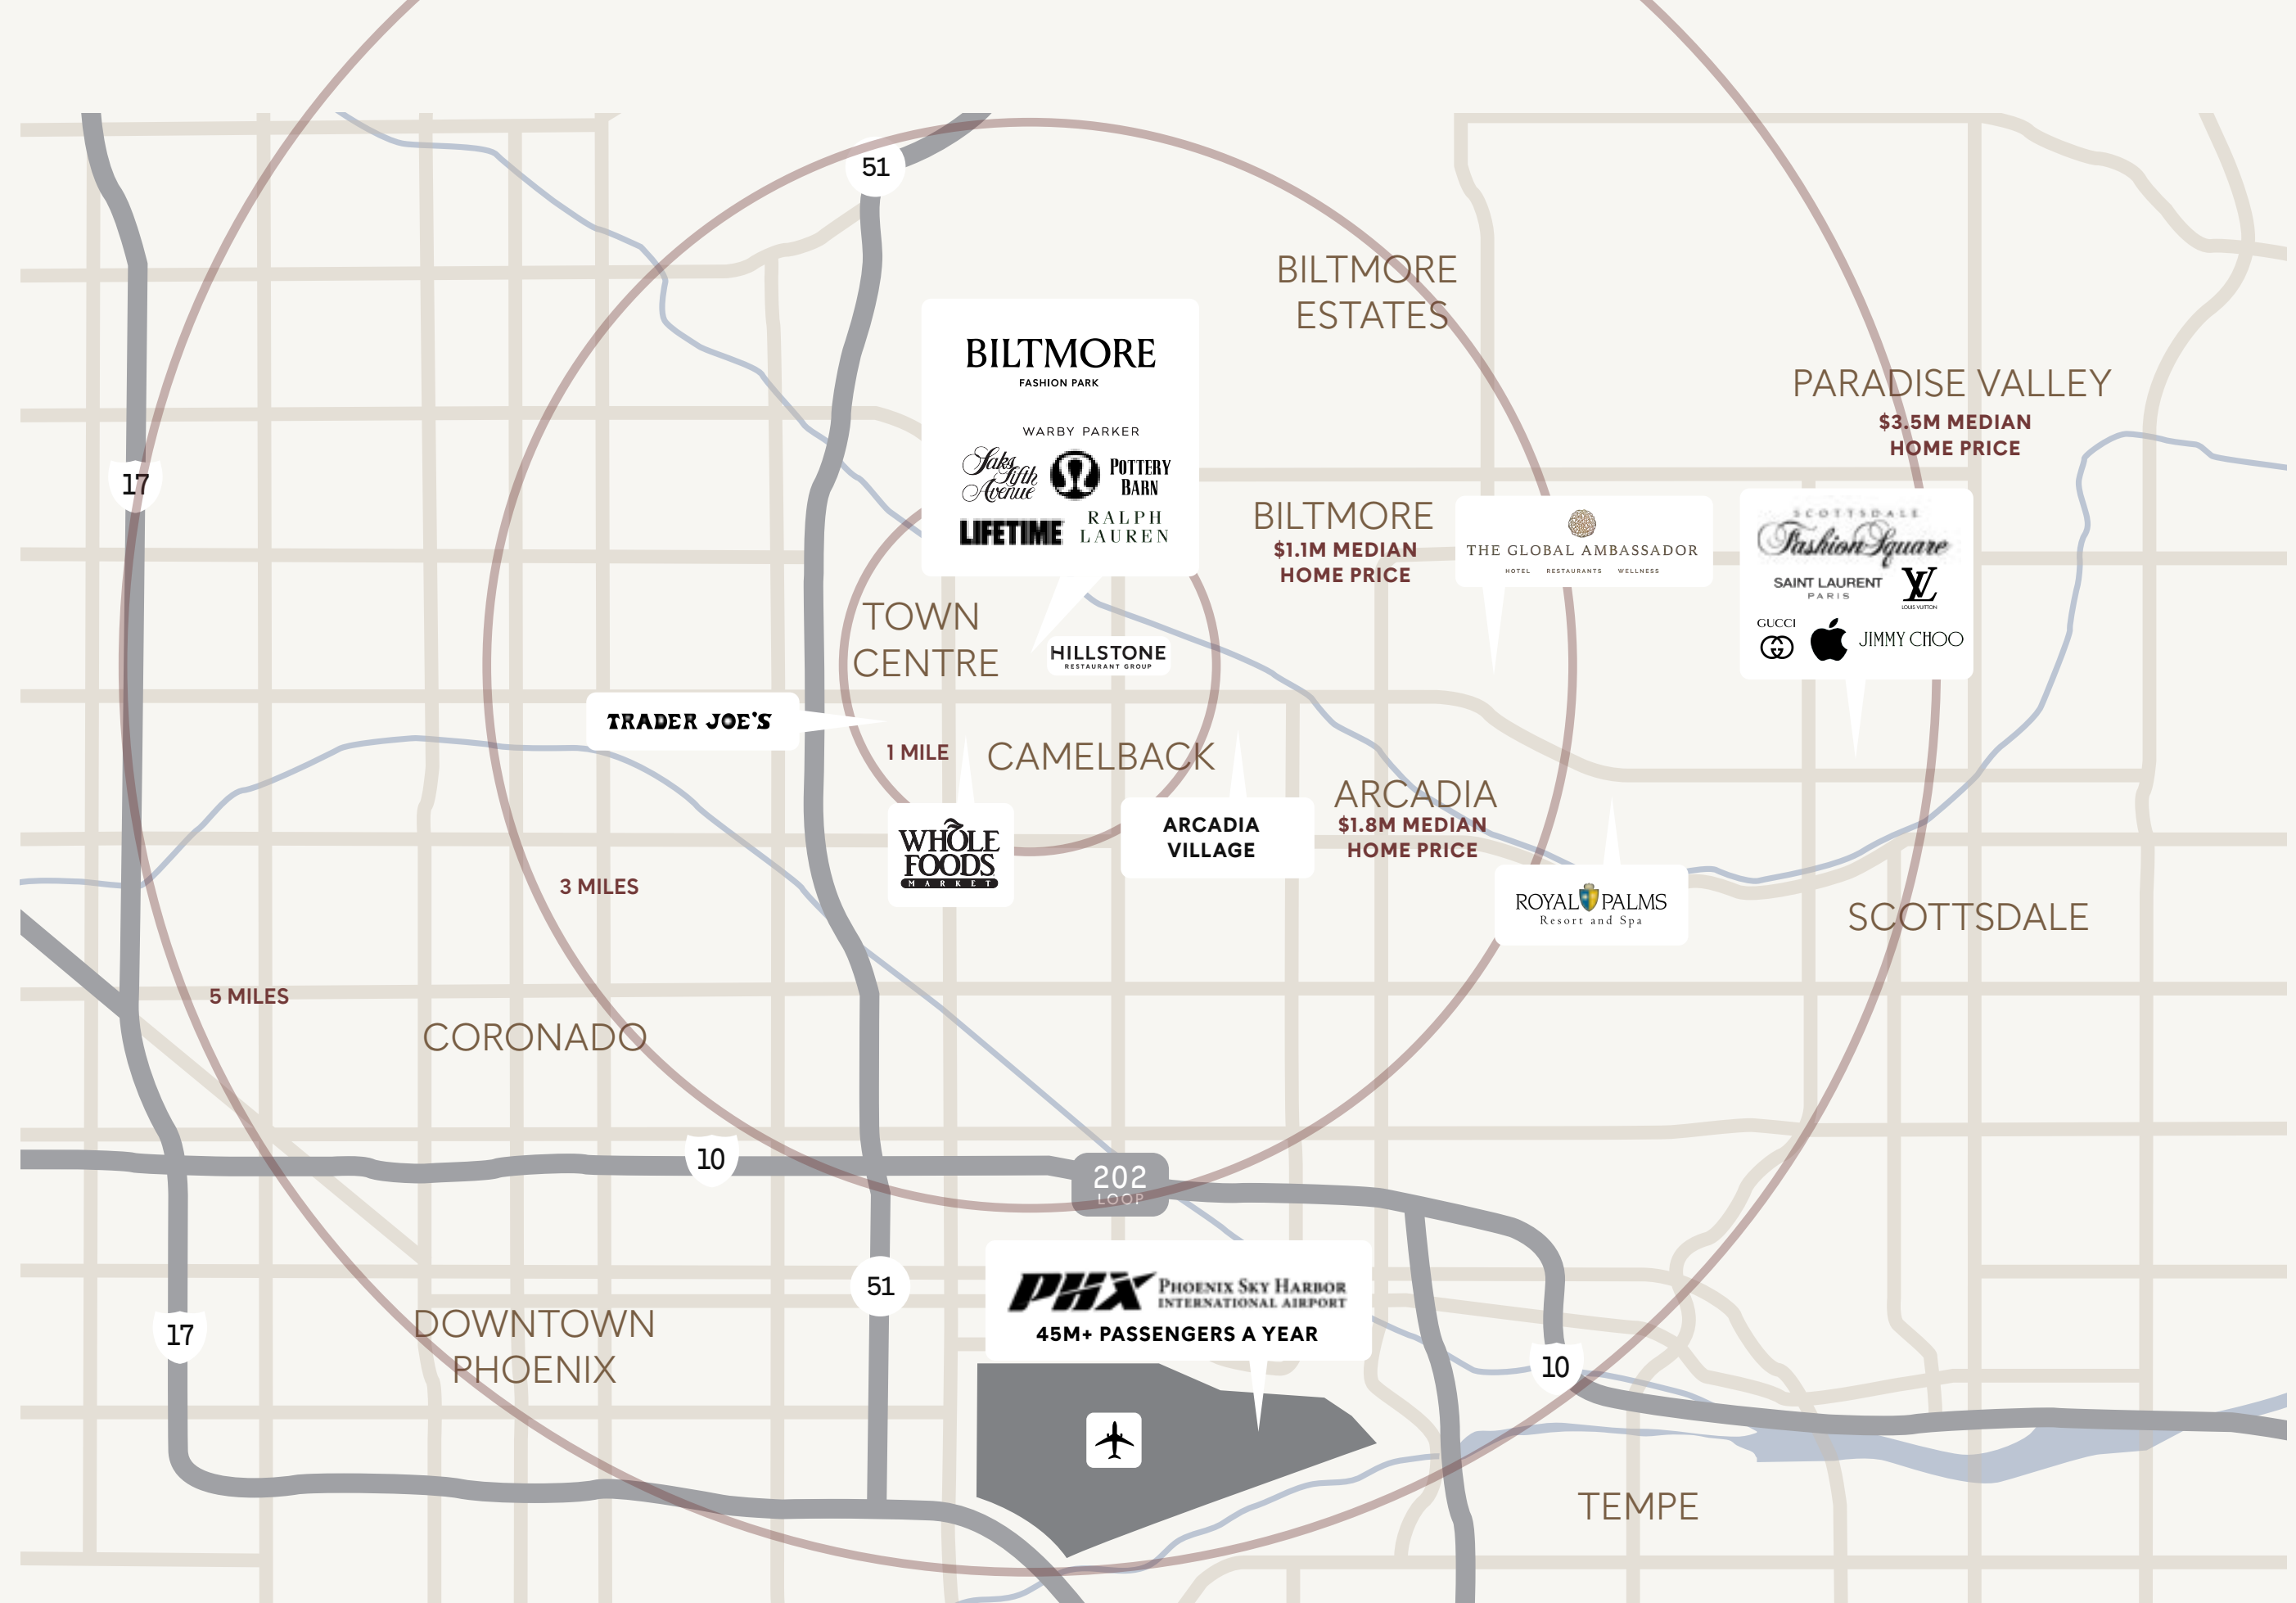 51
BILTMORE
ESTATES
BILTMORE
FASHION PARK
WARBY PARKER
Saks
Fifth
Avenue
POTTERY
BARN
LIFETIME
RALPH
LAUREN
PARADISE VALLEY
$3.5M MEDIAN
HOME PRICE
17
BILTMORE
$1.1M MEDIAN
HOME PRICE
THE GLOBAL AMBASSADOR
HOTEL RESTAURANTS WELLNESS
SCOTTSDALE
Fashion Square
SAINT LAURENT
PARIS
LV
LOUIS VUITTON
GUCCI
JIMMY CHOO
TOWN
CENTRE
HILLSTONE
RESTAURANT GROUP
TRADER JOE'S
1 MILE
CAMELBACK
ARCADIA
$1.8M MEDIAN
HOME PRICE
WHOLE
FOODS
MARKET
ARCADIA
VILLAGE
3 MILES
ROYAL PALMS
Resort and Spa
SCOTTSDALE
5 MILES
CORONADO
10
202
LOOP
51
PHX PHOENIX SKY HARBOR
INTERNATIONAL AIRPORT
45M+ PASSENGERS A YEAR
17
DOWNTOWN
PHOENIX
10
TEMPE